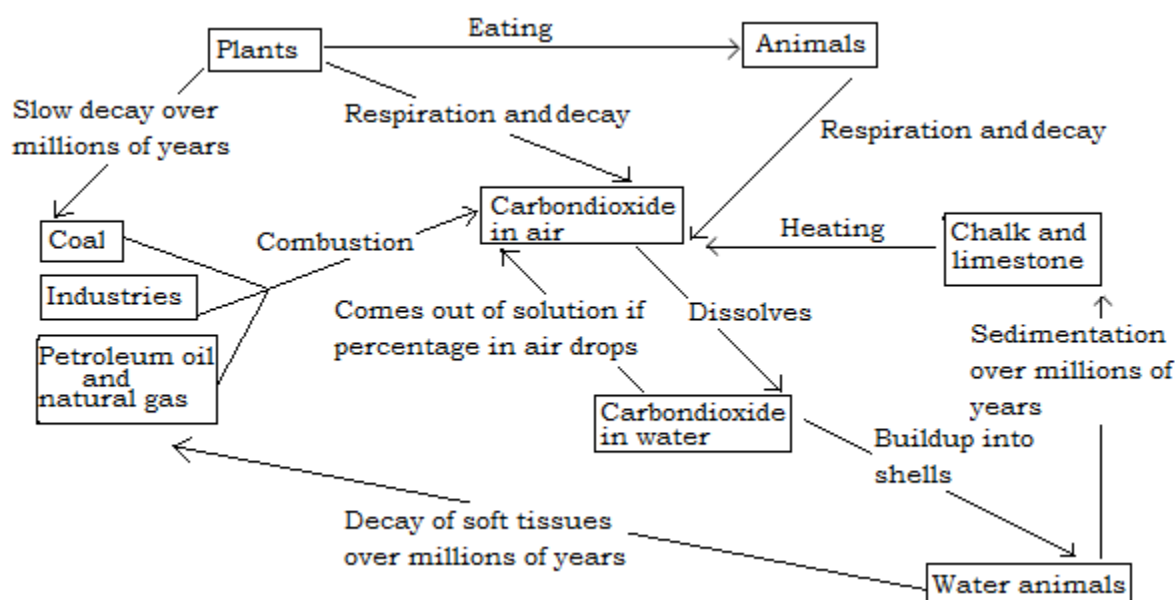 Eating
Plants
Animals
Slow decay over
millions of years
Respiration and decay
Respiration and decay
Carbondioxide
in air
Coal
Combustion
Heating
Chalk and
limestone
Industries
Comes out of solution if
percentage in air drops
Dissolves
Petroleum oil
and
natural gas
Sedimentation
over millions of
years
Carbondioxide
in water
Buildup into
shells
Decay of soft tissues
over millions of years
Water animals